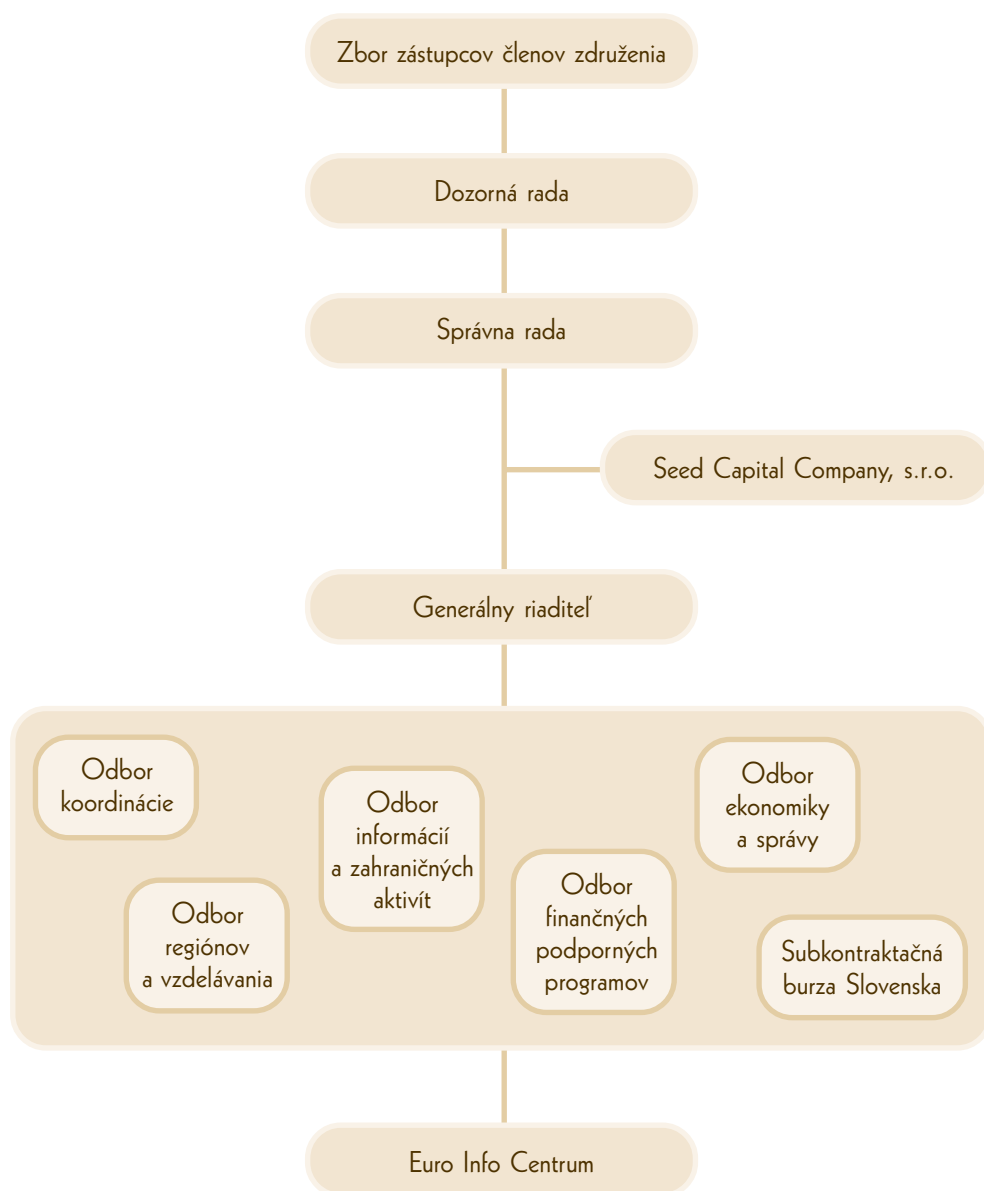 Zbor zástupcov členov združenia
Dozorná rada
Správna rada
Seed Capital Company, s.r.o.
Generálny riaditeľ
Odbor
koordinácie
Odbor
regiónov
a vzdelávania
Odbor
informácií
a zahraničných
aktivít
Odbor
finančných
podporných
programov
Odbor
ekonomiky
a správy
Subkontraktačná
burza Slovenska
Euro Info Centrum